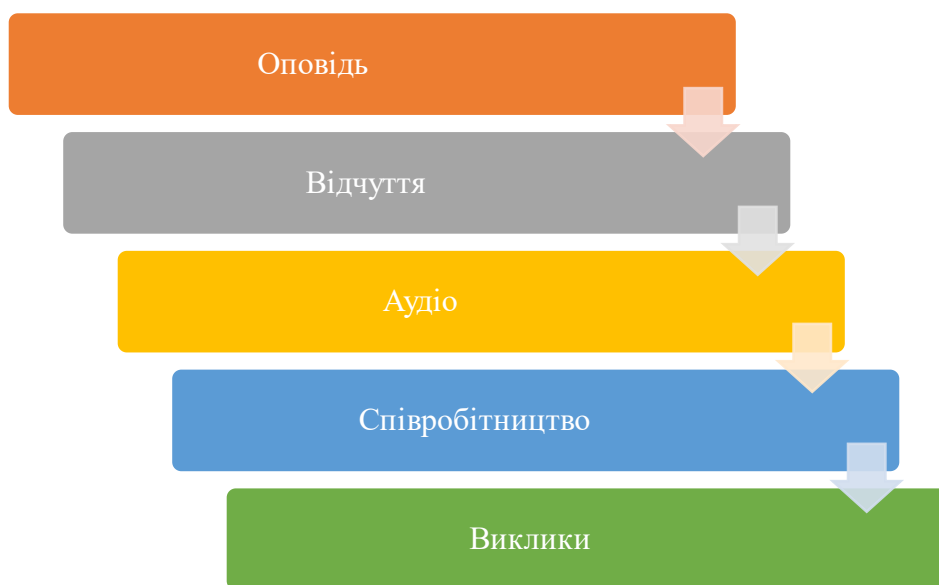 Оповідь
Відчуття
Аудіо
Співробітництво
Виклики